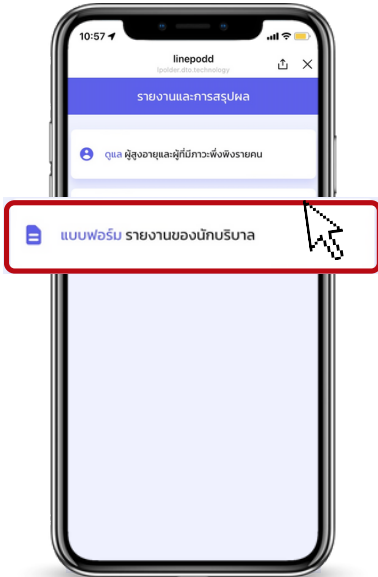 10:57
linepodd
ipolder.dto.technology
รายงานและการสรุปผล
ดูแล ผู้สูงอายุและผู้ที่มีภาวะพึ่งพิงรายคน
แบบฟอร์ม รายงานของนักบริบาล